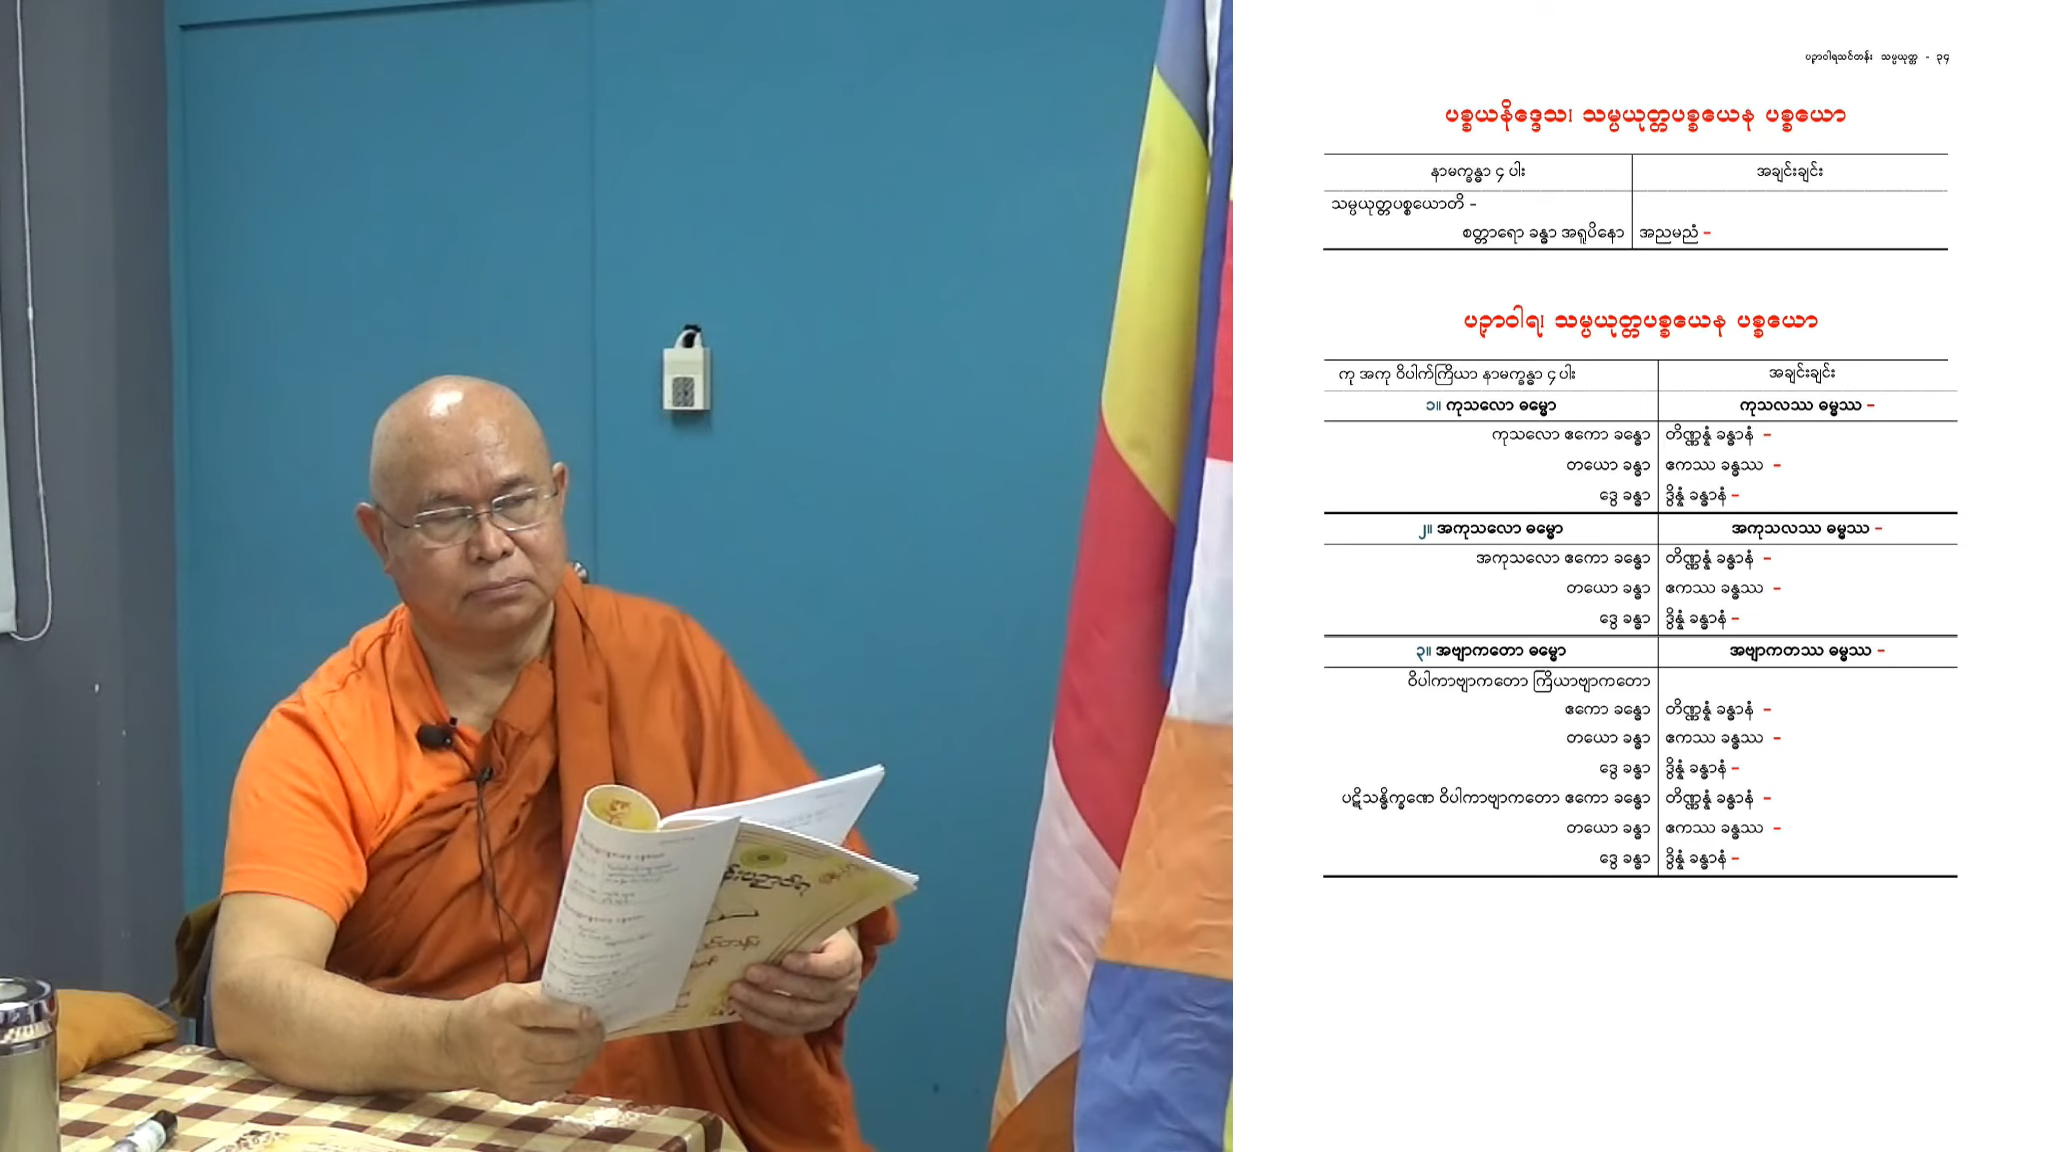 ပဉှာဝါရသင်တန်း သမ္ပယုတ္တ - ၃၄
ပစ္စယနိဒ္ဒေသ၊ သမ္ပယုတ္တပစ္စယေန ပစ္စယော
နာမက္ခန္ဓာ ၄ ပါး အချင်းချင်း
သမ္ပယုတ္တပစ္စယောတိ -
စတ္တာရော ခန္ဓာ အရူပိနော အညမညံ -
ပဉှာဝါရ၊ သမ္ပယုတ္တပစ္စယေန ပစ္စယော
ကု အကု ဝိပါက်ကြိယာ နာမက္ခန္ဓာ ၄ ပါး အချင်းချင်း
၁။ ကုသလော ဓမ္မော ကုသလဿ ဓမ္မဿ -
ကုသလော ဧကော ခန္ဓော တိဏ္ဏန္နံ ခန္ဓာနံ -
တယော ခန္ဓာ ဧကဿ ခန္ဓဿ -
ဒွေ ခန္ဓာ ဒွိန္နံ ခန္ဓာနံ -
၂။ အကုသလော ဓမ္မော အကုသလဿ ဓမ္မဿ -
အကုသလော ဧကော ခန္ဓော တိဏ္ဏန္နံ ခန္ဓာနံ -
တယော ခန္ဓာ ဧကဿ ခန္ဓဿ -
ဒွေ ခန္ဓာ ဒွိန္နံ ခန္ဓာနံ -
၃။ အဗျာကတော ဓမ္မော အဗျာကတဿ ဓမ္မဿ -
ဝိပါကာဗျာကတော ကြိယာဗျာကတော
ဧကော ခန္ဓော တိဏ္ဏန္နံ ခန္ဓာနံ -
တယော ခန္ဓာ ဧကဿ ခန္ဓဿ -
ဒွေ ခန္ဓာ ဒွိန္နံ ခန္ဓာနံ -
ပဋိသန္ဓိက္ခဏေ ဝိပါကာဗျာကတော ဧကော ခန္ဓော တိဏ္ဏန္နံ ခန္ဓာနံ -
တယော ခန္ဓာ ဧကဿ ခန္ဓဿ -
ဒွေ ခန္ဓာ ဒွိန္နံ ခန္ဓာနံ -